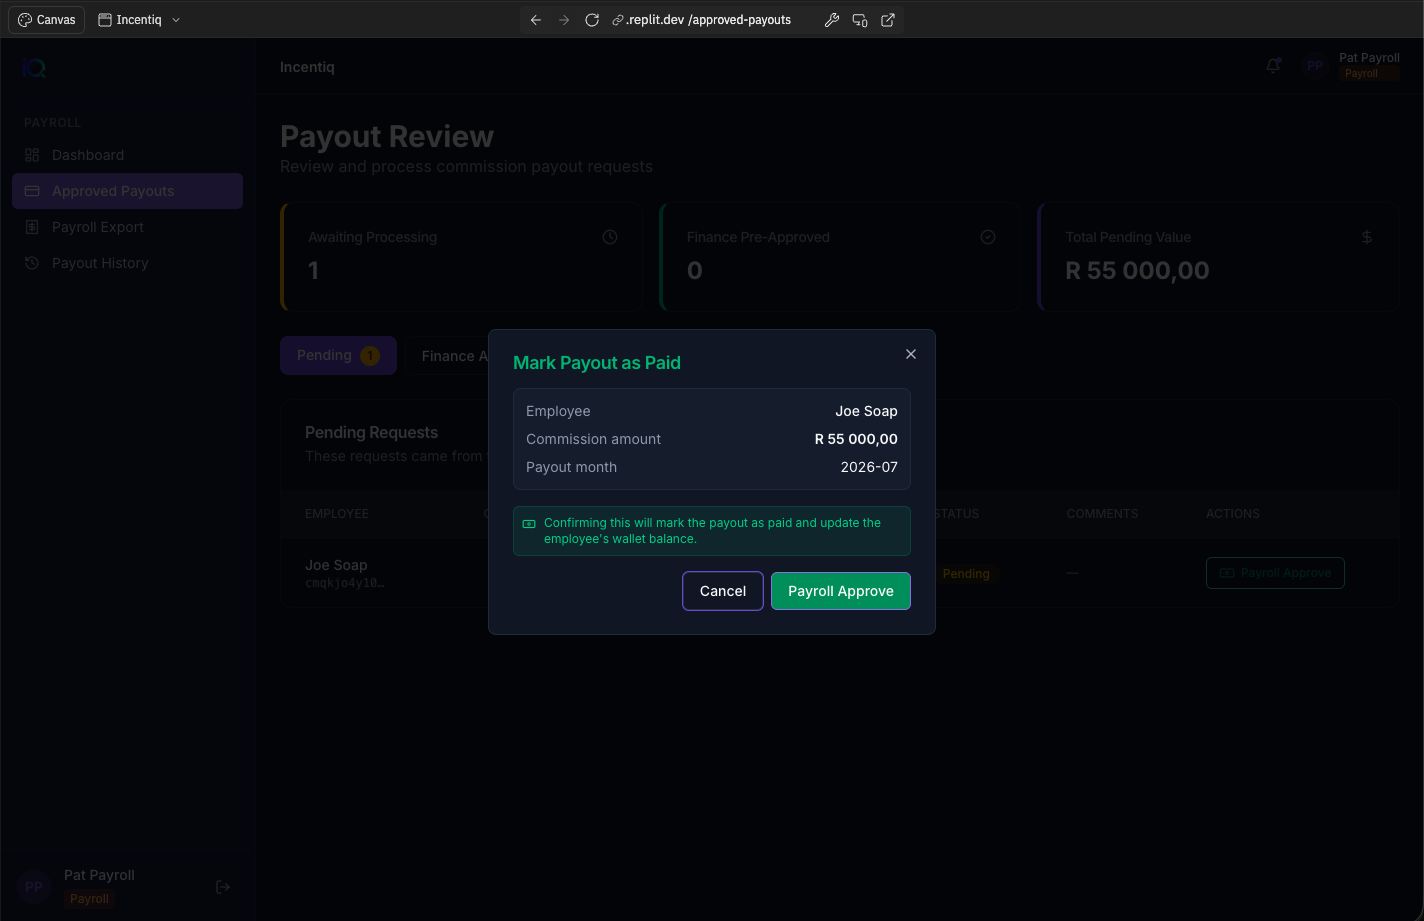 Canvas
Incentiq
.replit.dev /approved-payouts
iQ
Incentiq
PP
Pat Payroll
Payroll
PAYROLL
Dashboard
Approved Payouts
Payroll Export
Payout History
Payout Review
Review and process commission payout requests
Awaiting Processing
1
Finance Pre-Approved
0
Total Pending Value
$
R 55 000,00
Pending 1
Finance A
Mark Payout as Paid
Employee Joe Soap
Commission amount R 55 000,00
Payout month 2026-07
Confirming this will mark the payout as paid and update the
employee's wallet balance.
Cancel
Payroll Approve
Pending Requests
These requests came from
EMPLOYEE
STATUS
COMMENTS
ACTIONS
Joe Soap
cmqkjo4y10…
Pending
—
Payroll Approve
PP
Pat Payroll
Payroll